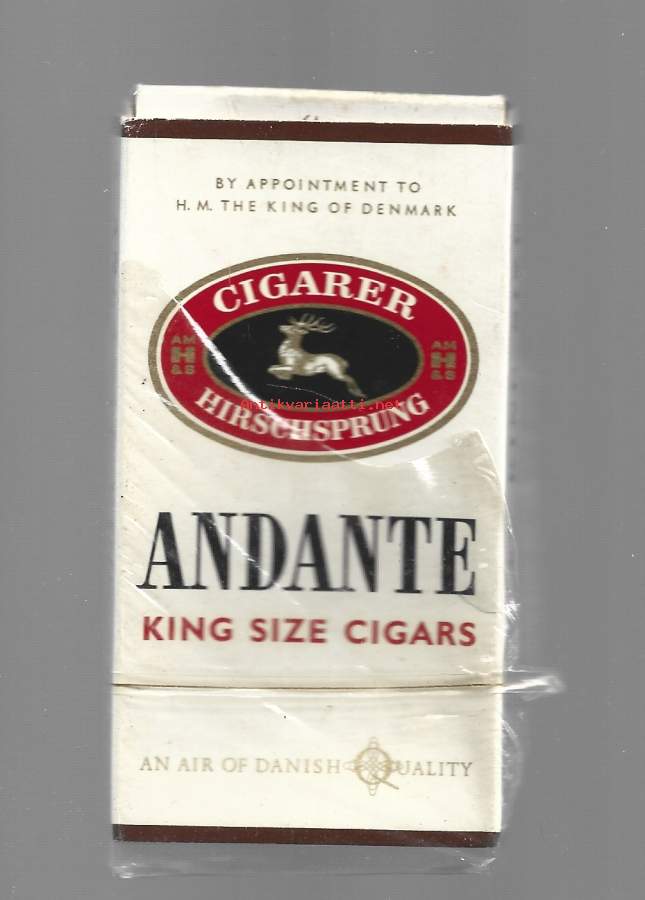 BY APPOINTMENT TO
H. M. THE KING OF DENMARK
CIGARER
AM
H
& S
AM
H
& S
antikvariaatti.net
HIRSCHSPRUNG
ANDANTE
KING SIZE CIGARS
AN AIR OF DANISH QUALITY